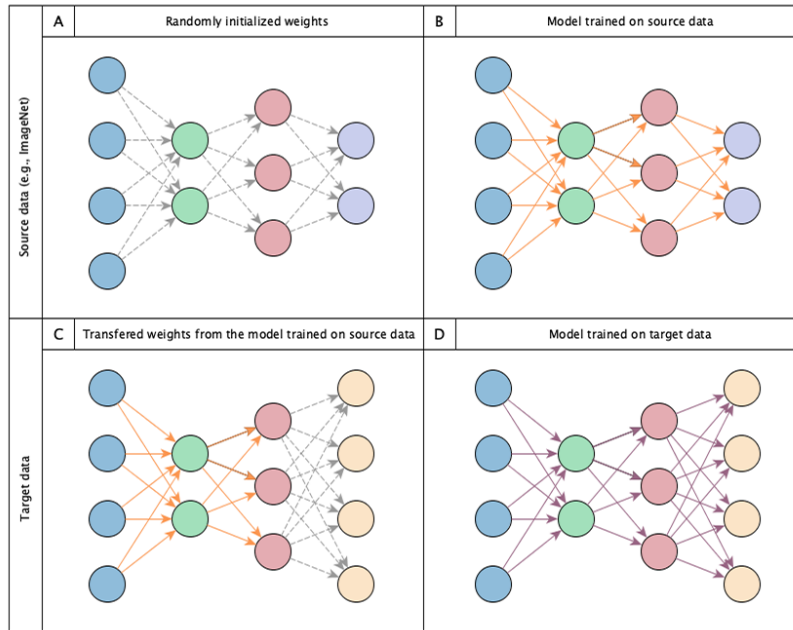 A
Randomly initialized weights
B
Model trained on source data
Source data (e.g., ImageNet)
C
Transfered weights from the model trained on source data
D
Model trained on target data
Target data